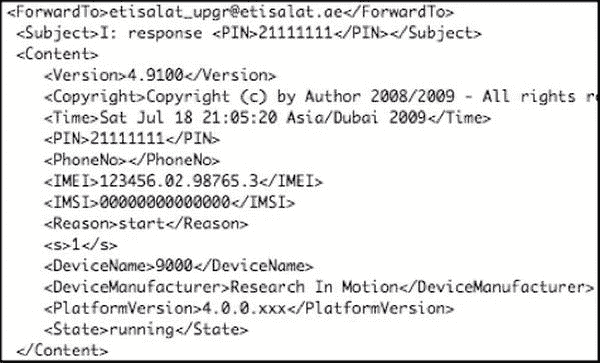 <ForwardTo>etisalat_upgr@etisalat.ae</ForwardTo>
<Subject>I: response <PIN>21111111</PIN></Subject>
<Content>
<Version>4.9100</Version>
<Copyright>Copyright (c) by Author 2008/2009 - All rights r
<Time>Sat Jul 18 21:05:20 Asia/Dubai 2009</Time>
<PIN>21111111</PIN>
<PhoneNo></PhoneNo>
<IMEI>123456.02.98765.3</IMEI>
<IMSI>00000000000000</IMSI>
<Reason>start</Reason>
<s>1</s>
<DeviceName>9000</DeviceName>
<DeviceManufacturer>Research In Motion</DeviceManufacturer>
<PlatformVersion>4.0.0.xxx</PlatformVersion>
<State>running</State>
</Content>